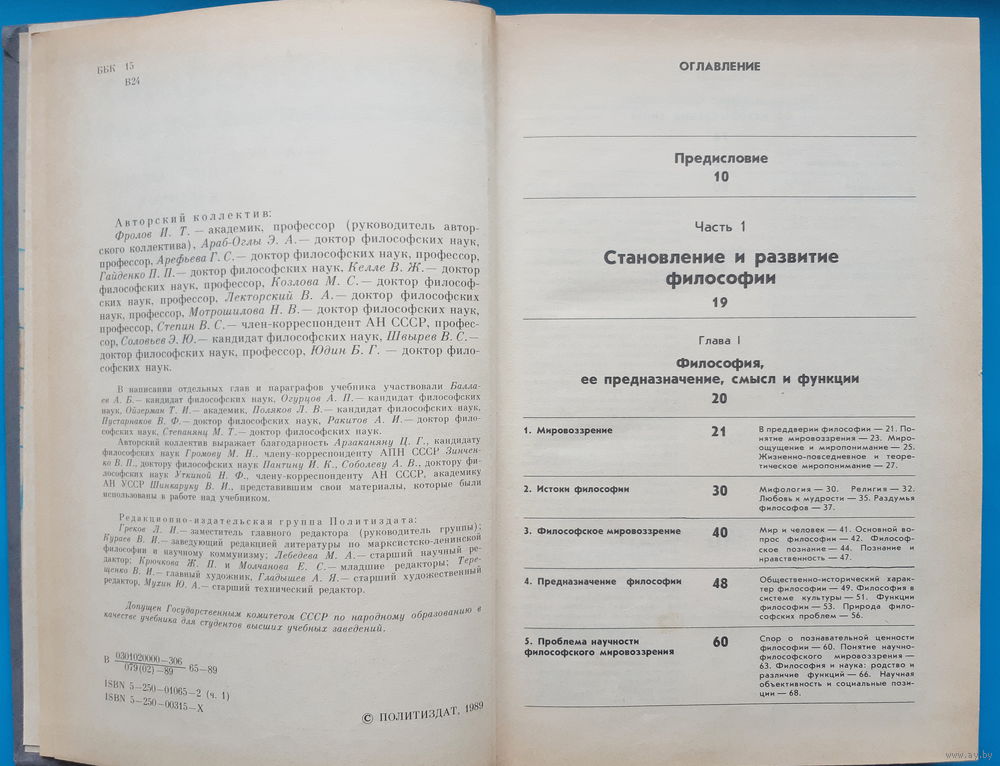 ББК 15
В24
Авторский коллектив:
Фролов И. Т. — академик, профессор (руководитель автор-
ского коллектива), Араб-Оглы Э. А.— доктор философских наук,
профессор, Арефьева Г. С.— доктор философских наук, профессор,
Гайденко П. П.— доктор философских наук, Келле В. Ж.— доктор
философских наук, профессор, Козлова М. С.— доктор философ-
ских наук, профессор, Лекторский В. А.— доктор философских
наук, профессор, Мотрошилова Н. В.— доктор философских наук,
профессор, Степин В. С.— член-корреспондент АН СССР, профес-
сор, Соловьев Э. Ю.— кандидат философских наук, Швырев В. С.—
доктор философских наук, профессор, Юдин Б. Г. — доктор фило-
софских наук.
В написании отдельных глав и параграфов учебника участвовали Балла-
ев А. Б.— кандидат философских наук, Огурцов А. П.— кандидат философских
наук, Ойзерман Т. И.— академик, Поляков Л. В.— кандидат философских наук,
Пустарнаков В. Ф.— доктор философских наук, Ракитов А. И.— доктор фило-
софских наук, Степанянц М. Т.— доктор философских наук.
Авторский коллектив выражает благодарность Арзаканяну Ц. Г., кандидату
философских наук Громову М. Н., члену-корреспонденту АПН СССР Зинчен-
ко В. П., доктору философских наук Пантину И. К., Соболеву А. В., доктору фи-
лософских наук Уткиной Н. Ф., члену-корреспонденту АН СССР, академику
АН УССР Шинкаруку В. И., представившим свои материалы, которые были
использованы в работе над учебником.
Редакционно-издательская группа Политиздата:
Греков Л. И.— заместитель главного редактора (руководитель группы);
Кураев В. И.— заведующий редакцией литературы по марксистско-ленинской
философии и научному коммунизму; Лебедева М. А.— старший научный ре-
дактор; Крючкова Ж. П. и Молчанова Е. С.— младшие редакторы; Тере-
щенко В. И.— главный художник, Гладышев А. Я.— старший художественный
редактор, Мухин Ю. А.— старший технический редактор.
Допущен Государственным комитетом СССР по народному образованию в
качестве учебника для студентов высших учебных заведений.
В 0301020000—306
079(02)—89 65—89
ISBN 5—250—01065—2 (ч. 1)
ISBN 5—250—00315—X
© ПОЛИТИЗДАТ, 1989
ОГЛАВЛЕНИЕ
Предисловие
10
Часть 1
Становление и развитие
философии
19
Глава I
Философия,
ее предназначение, смысл и функции
20
1. Мировоззрение 21 В преддверии философии — 21. По-
нятие мировоззрения — 23. Миро-
ощущение и миропонимание — 25.
Жизненно-повседневное и теоре-
тическое миропонимание — 27.
2. Истоки философии 30 Мифология — 30. Религия — 32.
Любовь к мудрости — 35. Раздумья
философов — 37.
3. Философское мировоззрение 40 Мир и человек — 41. Основной во-
прос философии — 42. Философ-
ское познание — 44. Познание и
нравственность — 47.
4. Предназначение философии 48 Общественно-исторический харак-
тер философии — 49. Философия в
системе культуры — 51. Функции
философии — 53. Природа фило-
софских проблем — 56.
5. Проблема научности
философского мировоззрения 60 Спор о познавательной ценности
философии — 60. Понятие научно-
философского мировоззрения —
63. Философия и наука: родство и
различие функций — 66. Научная
объективность и социальные пози-
ции — 68.
www.ay.by